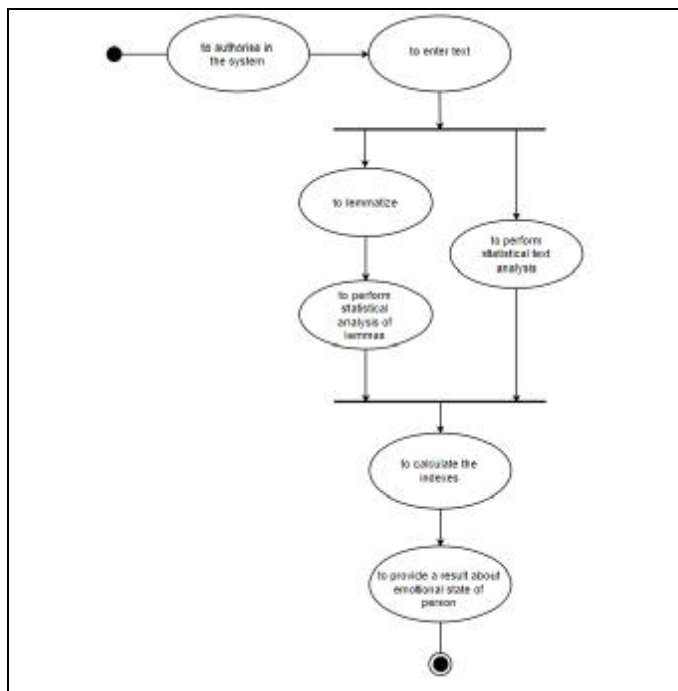 to authorise in
the system
to enter text
to lemmatize
to perform
statistical text
analysis
to perform
statistical
analysis of
lemmas
to calculate the
indexes
to provide a result about
emotional state of
person